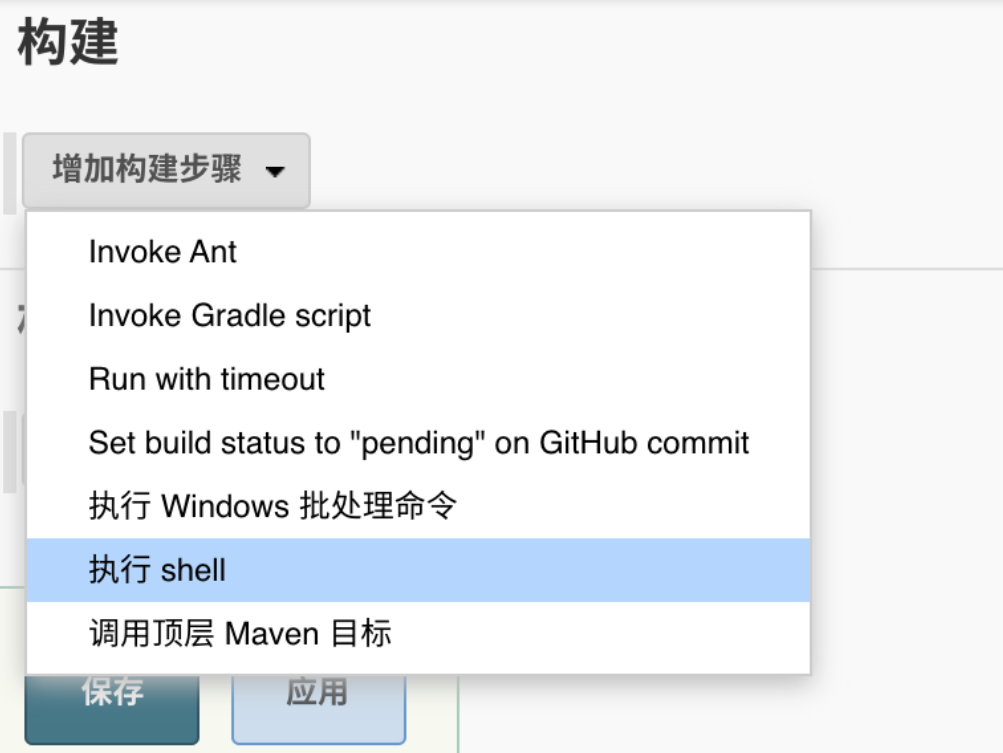 构建
增加构建步骤
Invoke Ant
Invoke Gradle script
Run with timeout
Set build status to "pending" on GitHub commit
执行 Windows 批处理命令
执行 shell
调用顶层 Maven 目标
保存 应用